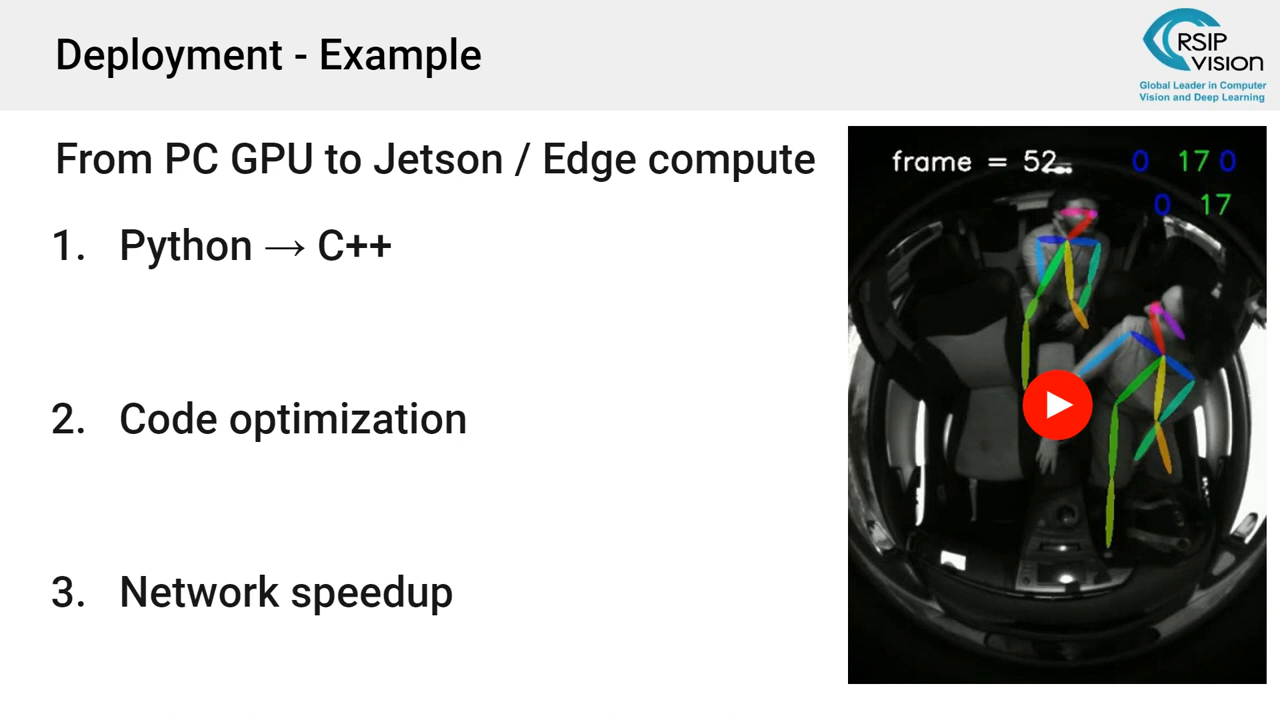 Deployment - Example
RSIP
VISION
Global Leader in Computer
Vision and Deep Learning
From PC GPU to Jetson / Edge compute
1. Python → C++
2. Code optimization
3. Network speedup
frame = 52
0 17 0
0 17